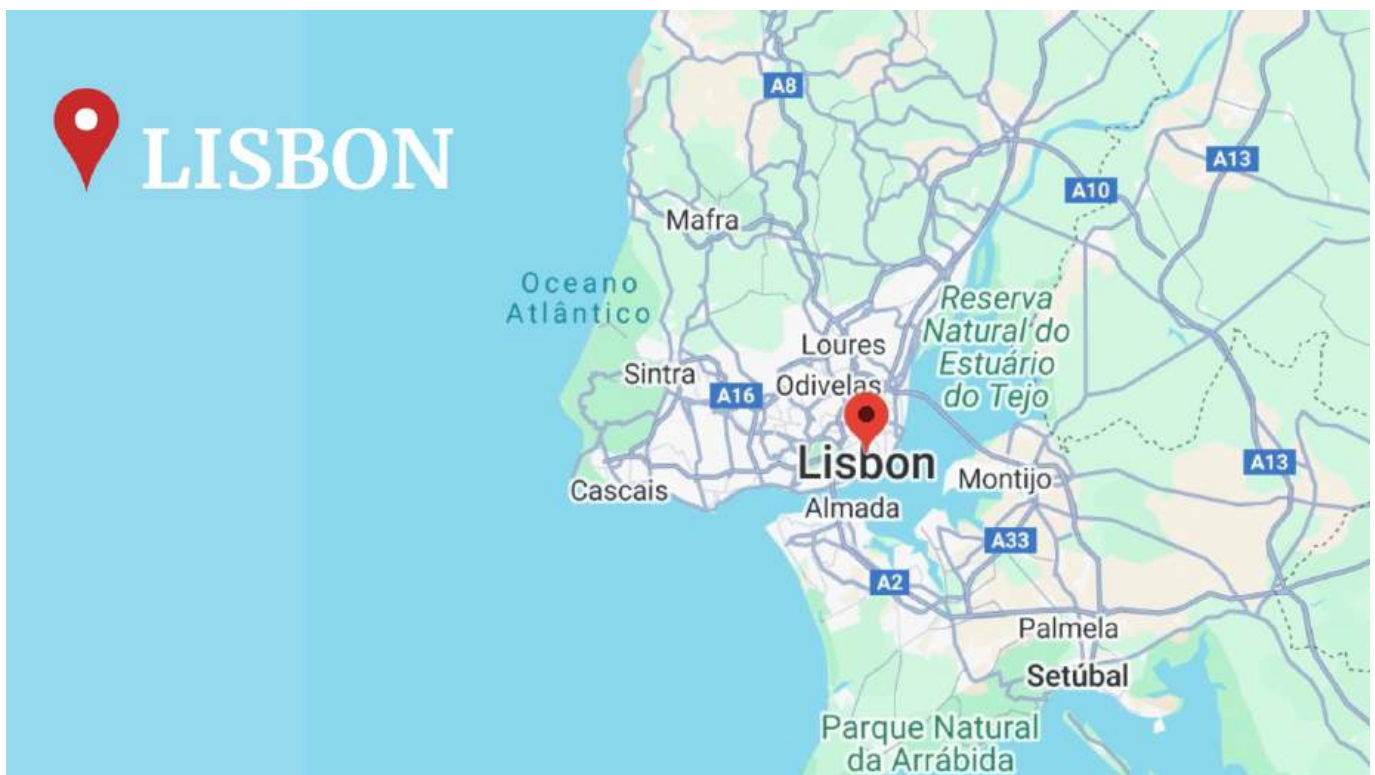 LISBON
A8
A13
A10
Mafra
Oceano
Atlântico
Reserva
Natural do
Estuário
do Tejo
Loures
Sintra
A16
Odivelas
Lisbon
A13
Cascais
Montijo
Almada
A33
A2
Palmela
Setúbal
Parque Natural
da Arrábida